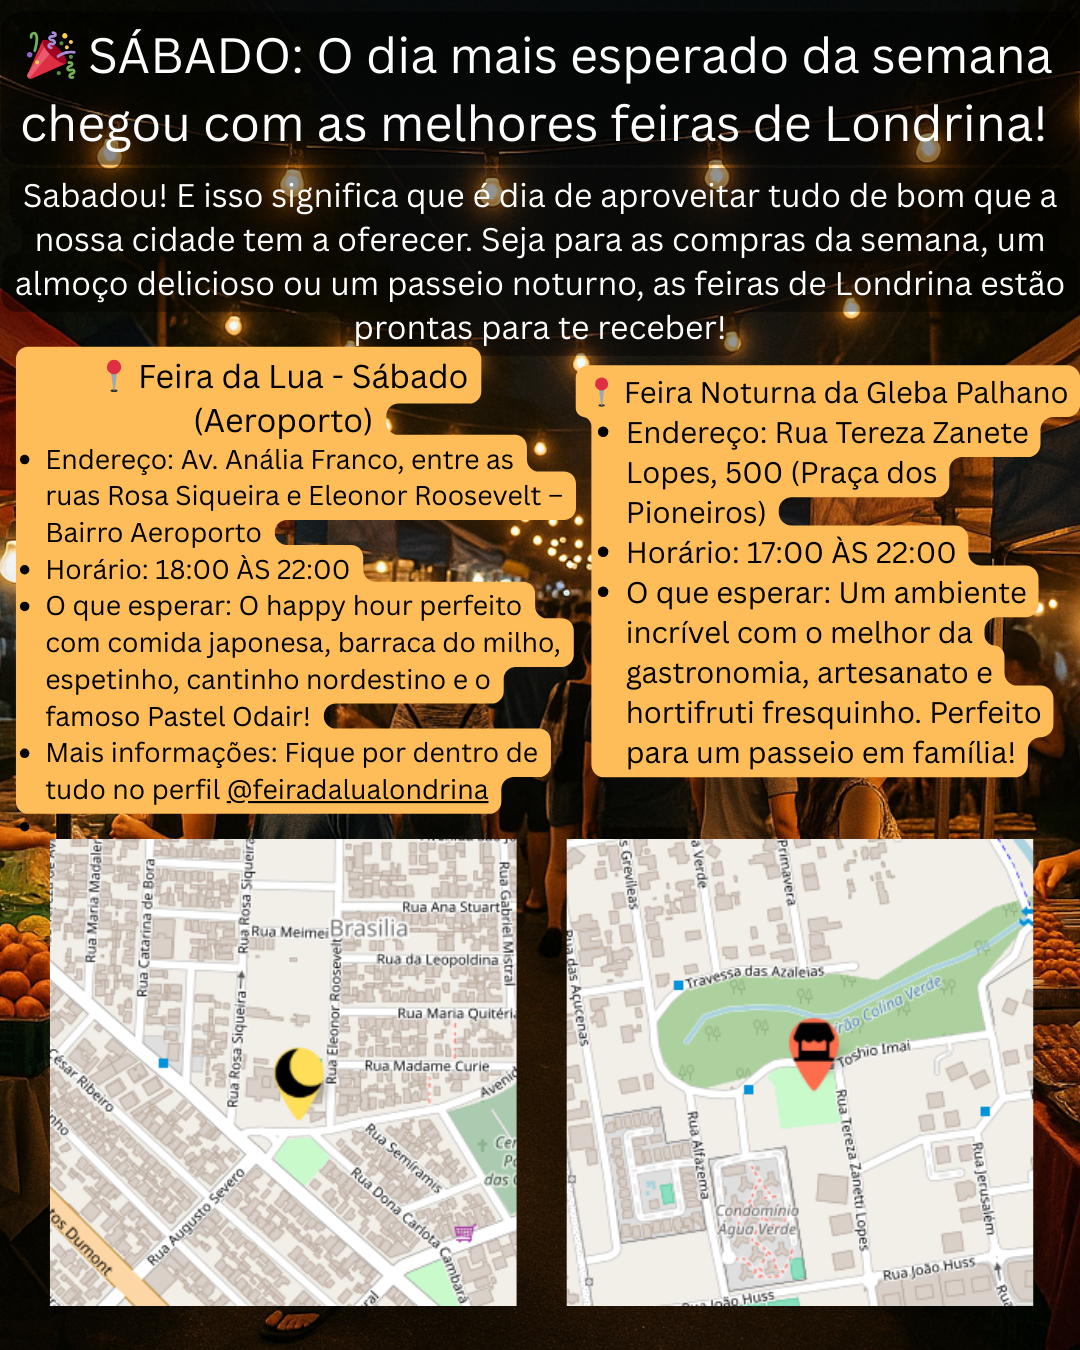 🎉 SÁBADO: O dia mais esperado da semana
chegou com as melhores feiras de Londrina!
Sabadou! E isso significa que é dia de aproveitar tudo de bom que a
nossa cidade tem a oferecer. Seja para as compras da semana, um
almoço delicioso ou um passeio noturno, as feiras de Londrina estão
prontas para te receber!
📍 Feira da Lua - Sábado
(Aeroporto)
• Endereço: Av. Anália Franco, entre as
ruas Rosa Siqueira e Eleonor Roosevelt –
Bairro Aeroporto
• Horário: 18:00 ÀS 22:00
• O que esperar: O happy hour perfeito
com comida japonesa, barraca do milho,
espetinho, cantinho nordestino e o
famoso Pastel Odair!
• Mais informações: Fique por dentro de
tudo no perfil @feiradalualondrina
📍 Feira Noturna da Gleba Palhano
• Endereço: Rua Tereza Zanete
Lopes, 500 (Praça dos
Pioneiros)
• Horário: 17:00 ÀS 22:00
• O que esperar: Um ambiente
incrível com o melhor da
gastronomia, artesanato e
hortifruti fresquinho. Perfeito
para um passeio em família!
Rua Maria Madaler
Rua Catarina de Bora
Rua Rosa Siqueira
Rua Gabriel Mistral
Rua Ana Stuart
Rua Meimei
Brasilia
Rua da Leopoldina
Rua Eleonor Roosevelt
Rua Maria Quitéria
Rua Rosa Siqueira
Rua Madame Curie
César Ribeiro
Avenid
nho
Rua Semíramis
Cen
Pa
das C
Rua Dona Carlota
Rua Augusto Severo
Cambará
tos Dumont
ral
s Grevíleas
a Verde
Primavera
Rua das Açucenas
Travessa das Azaleias
irão Colina Verde
Toshio Imai
Rua Alfazema
Rua Tereza Zanetti Lopes
Rua Jerusalém
Condomínio
Água Verde
Rua João Huss
Rua João Huss
Rua